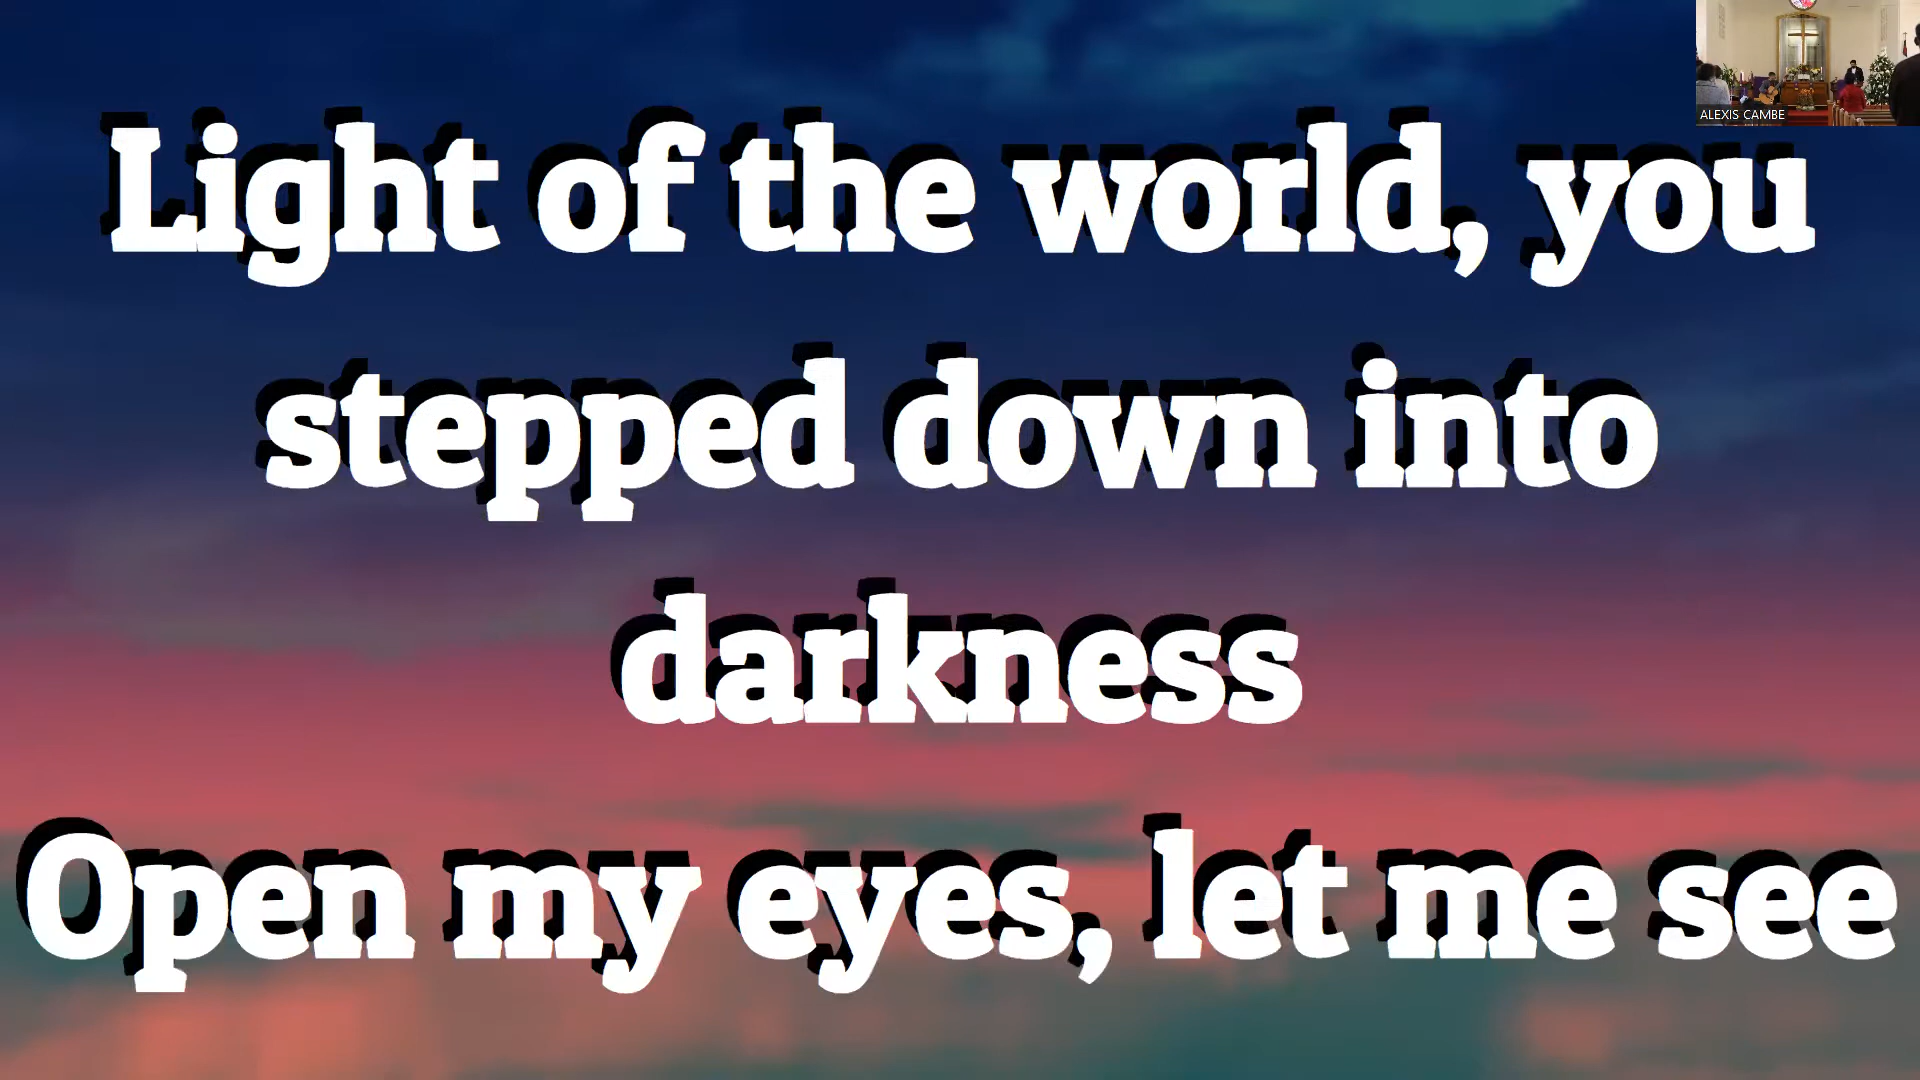 ALEXIS CAMBE
Light of the world, you
stepped down into
darkness
Open my eyes, let me see